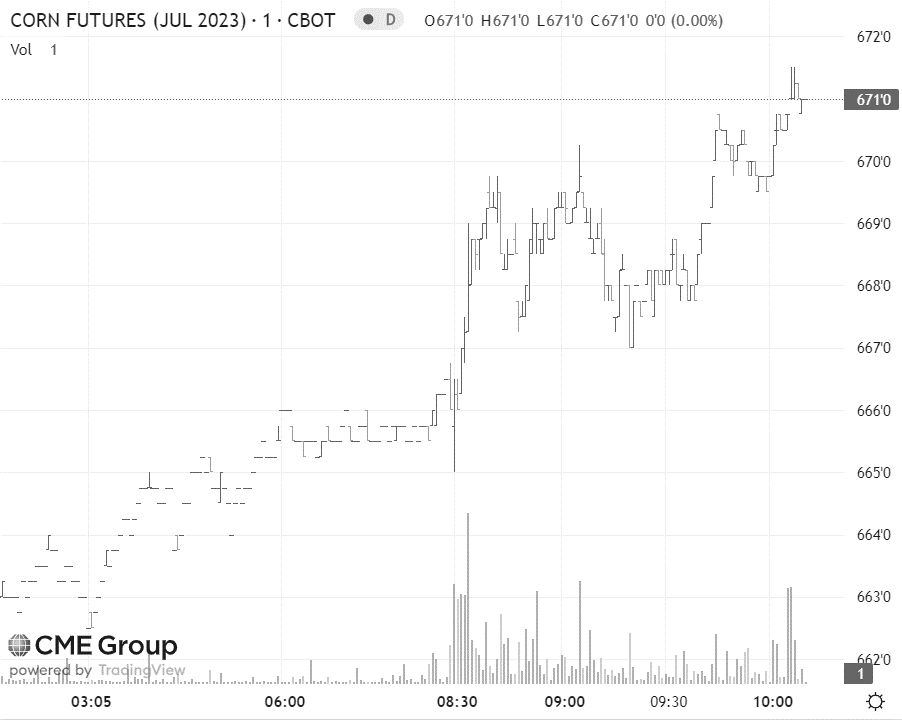 CORN FUTURES (JUL 2023) · 1 · CBOT D O671'0 H671'0 L671'0 C671'0 0'0 (0.00%)
Vol 1
672'0
671'0
670'0
669'0
668'0
667'0
666'0
665'0
664'0
663'0
662'0
1
CME Group
powered by TradingView
03:05 06:00 08:30 09:00 09:30 10:00